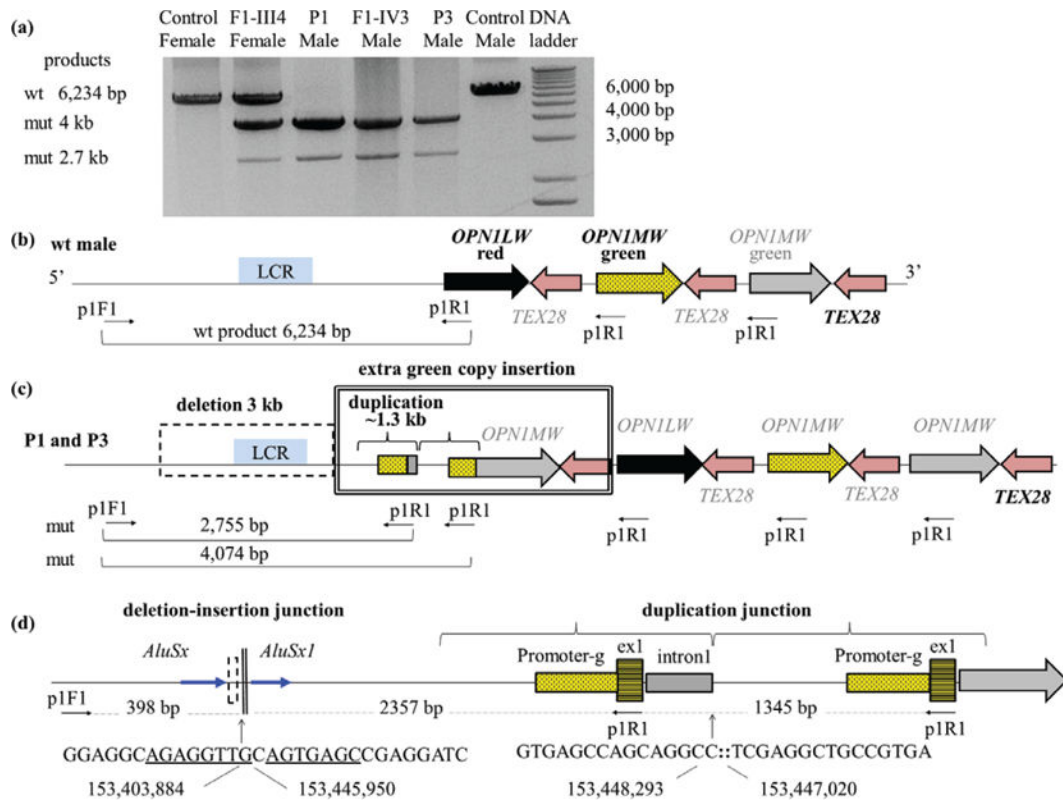 (a)
Control F1-III4 P1 F1-IV3 P3 Control DNA
Female Female Male Male Male Male ladder
products
wt 6,234 bp
mut 4 kb
mut 2.7 kb
6,000 bp
4,000 bp
3,000 bp
(b)
wt male
OPN1LW
red
OPN1MW
green
OPN1MW
green
5’
LCR
3’
TEX28
TEX28
TEX28
p1F1
p1R1
p1R1
p1R1
wt product 6,234 bp
(c)
extra green copy insertion
deletion 3 kb
duplication
~1.3 kb
P1 and P3
LCR
OPN1MW
OPN1LW
OPN1MW
OPN1MW
TEX28
TEX28
TEX28
p1F1
p1R1
p1R1
p1R1
p1R1
p1R1
mut 2,755 bp
mut 4,074 bp
(d)
deletion-insertion junction
duplication junction
AluSx
AluSx1
Promoter-g
ex1
intron1
Promoter-g
ex1
p1F1
398 bp
2357 bp
1345 bp
p1R1
p1R1
GGAGGCAGAGGTTGCAGTGAGCCGAGGATC
GTGAGCCAGCAGGCC::TCGAGGCTGCCGTGA
153,403,884
153,445,950
153,448,293
153,447,020